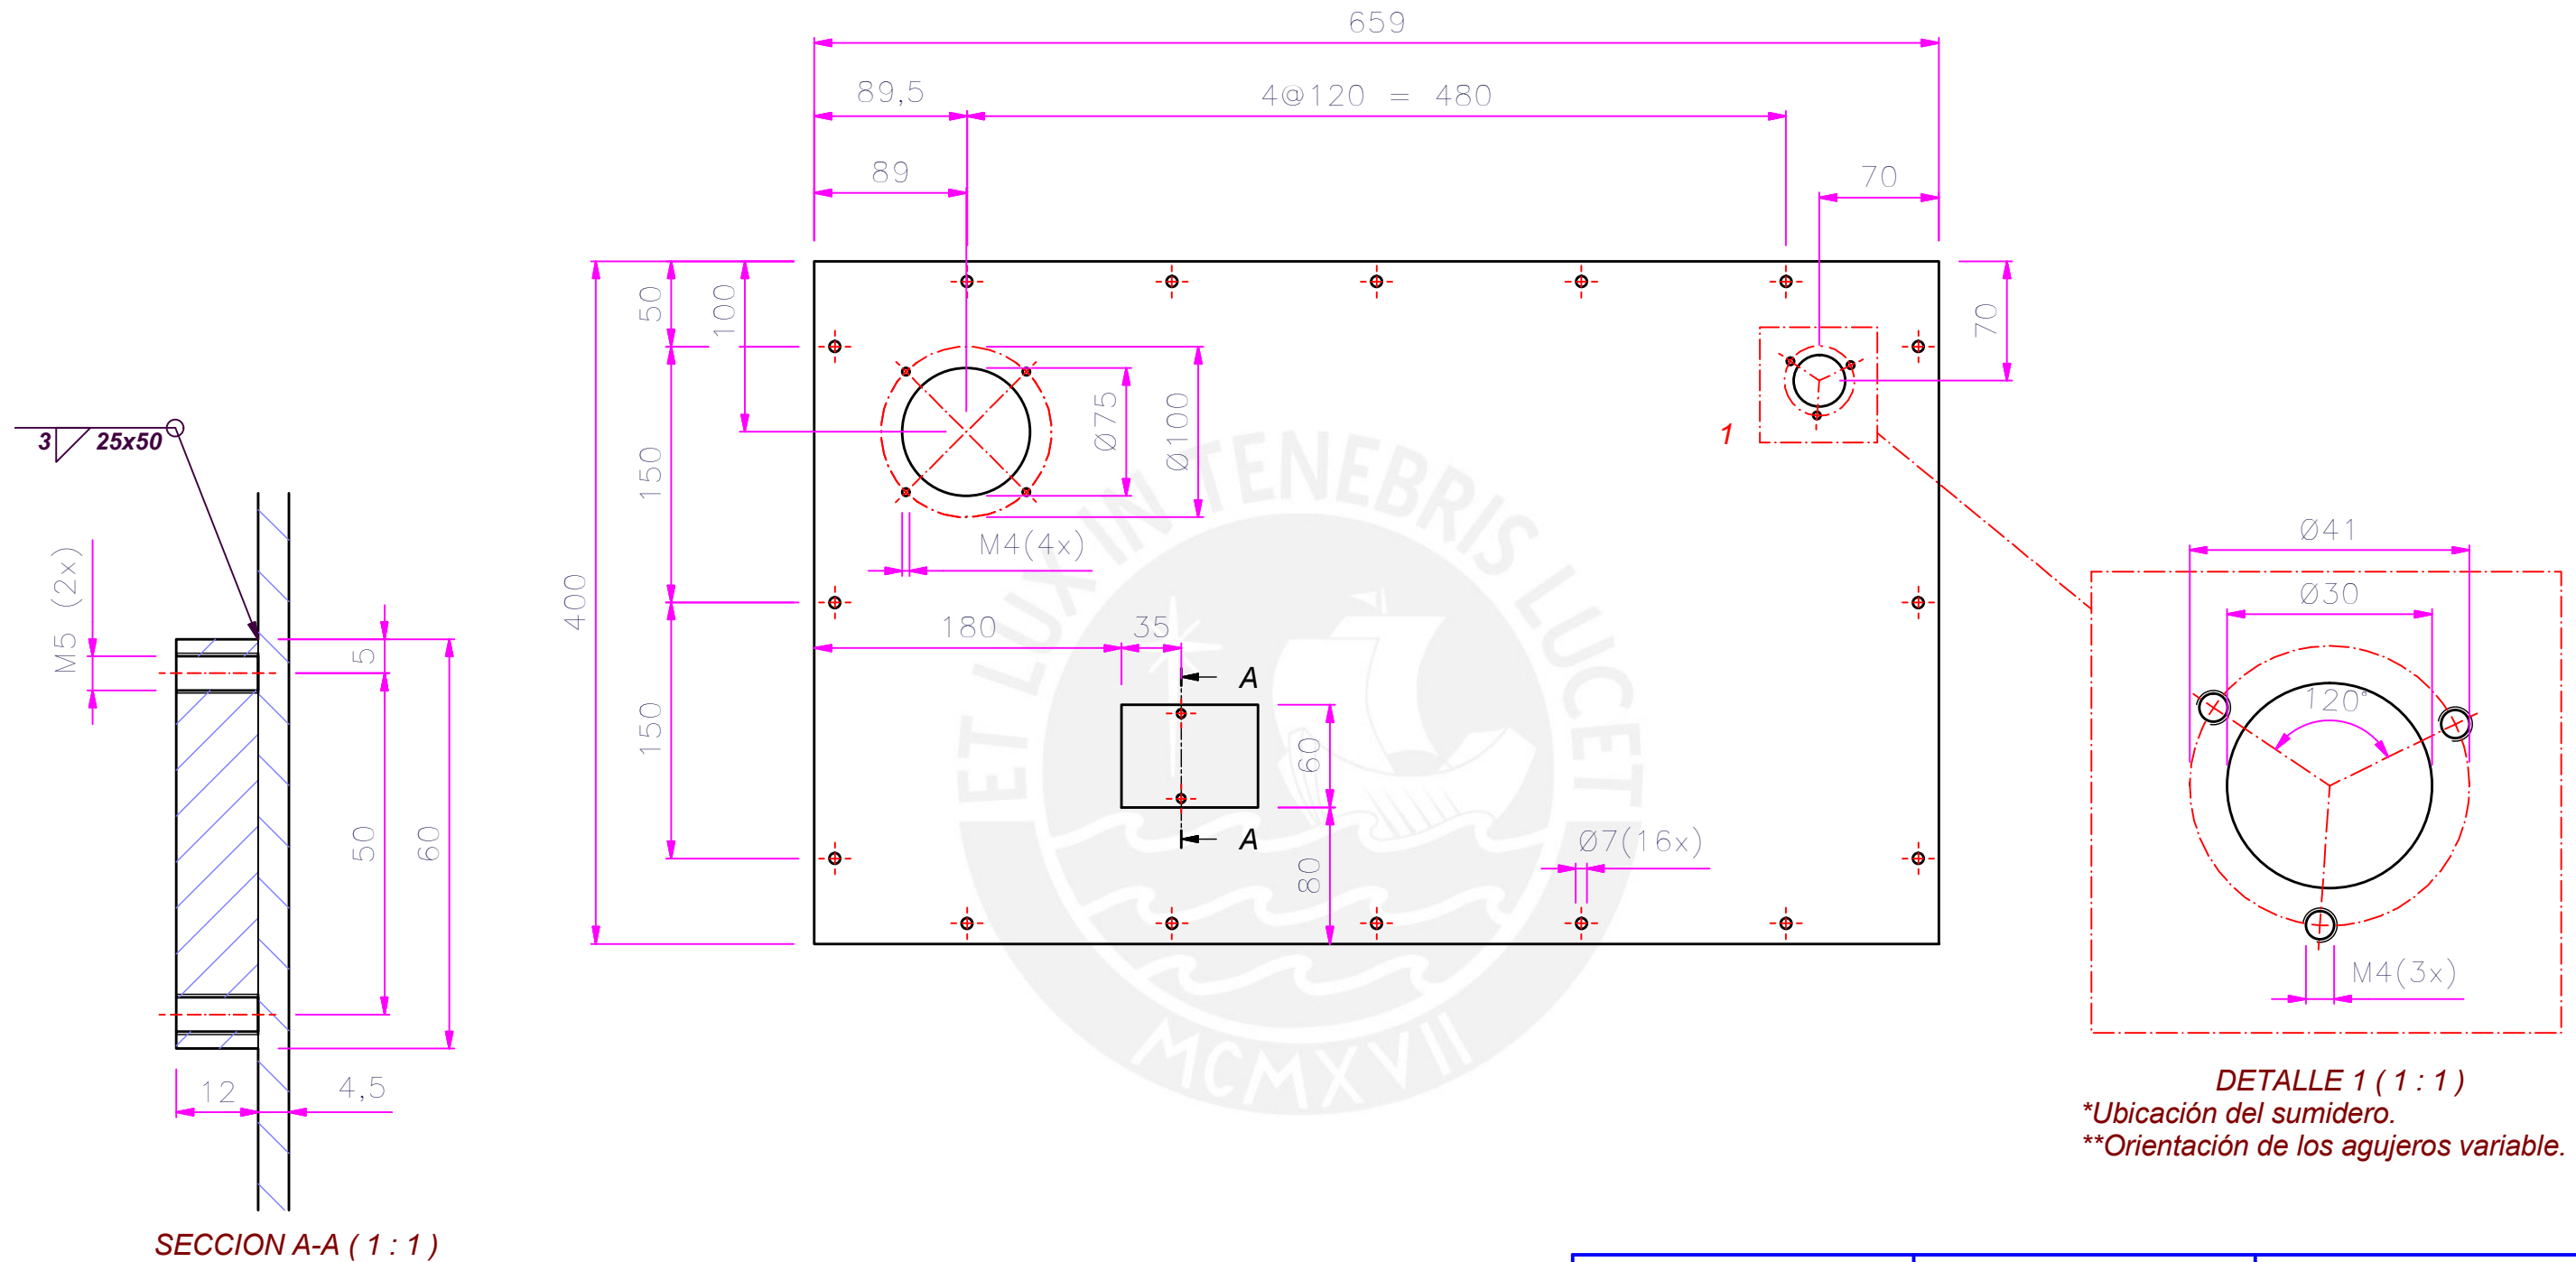 659
89,5
4@120 = 480
89
70
50
100
70
400
150
Ø75
Ø100
1
3
25x50
M4(4x)
M5 (2x)
5
180
35
A
Ø41
Ø30
120°
150
60
50
60
A
80
Ø7(16x)
M4(3x)
12
4,5
ET LUX IN TENEBRIS LUCET
MCMXVII
DETALLE 1 ( 1 : 1 )
*Ubicación del sumidero.
**Orientación de los agujeros variable.
SECCION A-A ( 1 : 1 )